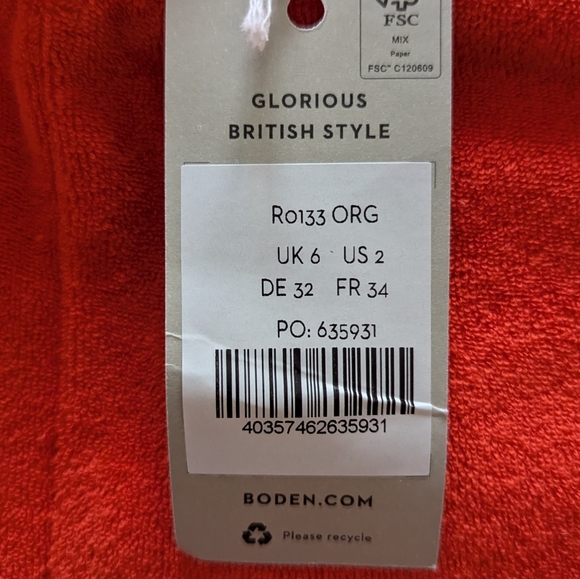 FSC
MIX
Paper
FSC™ C120609
GLORIOUS
BRITISH STYLE
R0133 ORG
UK 6 US 2
DE 32 FR 34
PO: 635931
40357462635931
BODEN.COM
Please recycle